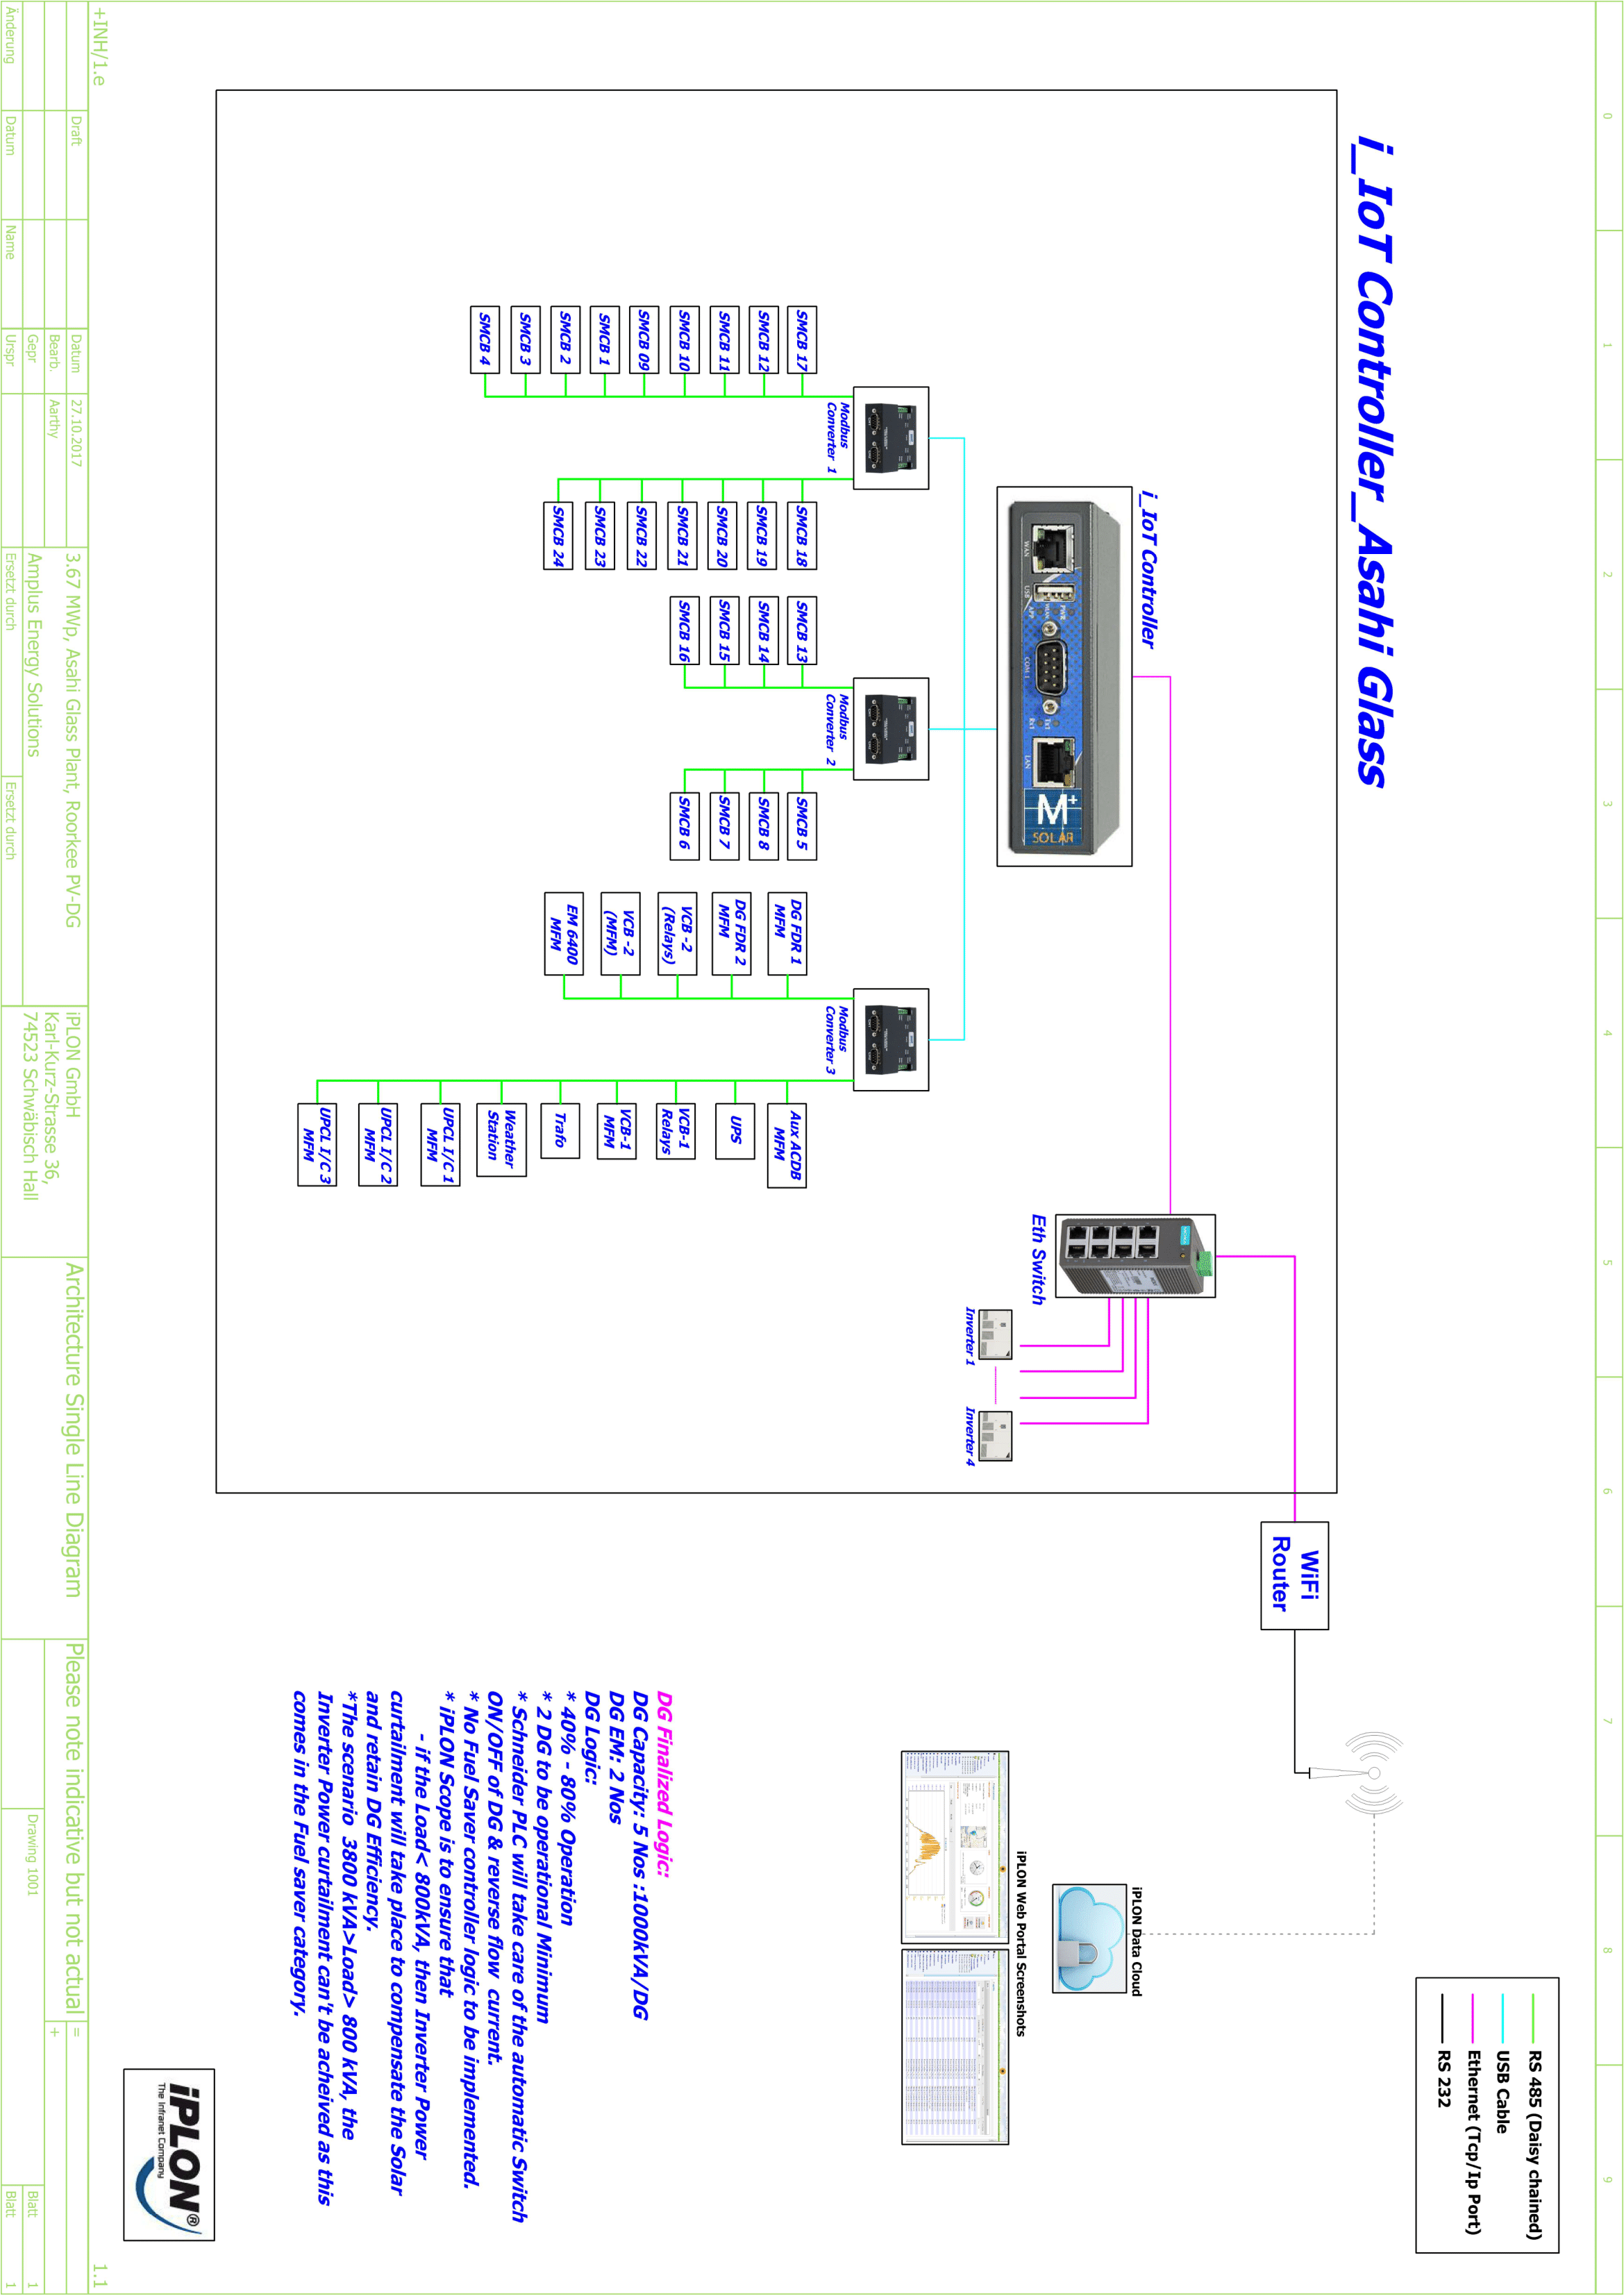 0 1 2 3 4 5 6 7 8 9
i_IoT Controller_Asahi Glass
RS 485 (Daisy chained)
USB Cable
Ethernet (Tcp/Ip Port)
RS 232
WiFi
Router
i_IoT Controller
WAN
USB
PWR
WAN
APP
COM 1
TX1
RX1
LAN
M+
SOLAR
Eth Switch
Inverter 1
Inverter 4
iPLON Data Cloud
iPLON Web Portal Screenshots
Modbus
Converter 1
Modbus
Converter 2
Modbus
Converter 3
SMCB 17
SMCB 12
SMCB 11
SMCB 10
SMCB 09
SMCB 1
SMCB 2
SMCB 3
SMCB 4
SMCB 18
SMCB 19
SMCB 20
SMCB 21
SMCB 22
SMCB 23
SMCB 24
SMCB 13
SMCB 14
SMCB 15
SMCB 16
SMCB 5
SMCB 8
SMCB 7
SMCB 6
DG FDR 1
MFM
DG FDR 2
MFM
VCB -2
(Relays)
VCB -2
(MFM)
EM 6400
MFM
Aux ACDB
MFM
UPS
VCB-1
Relays
VCB-1
MFM
Trafo
Weather
Station
UPCL I/C 1
MFM
UPCL I/C 2
MFM
UPCL I/C 3
MFM
DG Finalized Logic:
DG Capacity: 5 Nos :1000kVA/DG
DG EM: 2 Nos
DG Logic:
* 40% - 80% Operation
* 2 DG to be operational Minimum
* Schneider PLC will take care of the automatic Switch
ON/OFF of DG & reverse flow current.
* No Fuel Saver controller logic to be implemented.
* iPLON Scope is to ensure that
- if the Load< 800kVA, then Inverter Power
curtailment will take place to compensate the Solar
and retain DG Efficiency.
*The scenario 3800 kVA>Load> 800 kVA, the
Inverter Power curtailment can't be acheived as this
comes in the Fuel saver category.
iPLON®
The Infranet Company
+INH/1.e
1.1
Draft
Datum 27.10.2017
3.67 MWp, Asahi Glass Plant, Roorkee PV-DG
iPLON GmbH
Architecture Single Line Diagram
Please note indicative but not actual
=
Bearb. Aarthy
Karl-Kurz-Strasse 36,
+
Gepr
Amplus Energy Solutions
74523 Schwäbisch Hall
Drawing 1001
Blatt 1
Änderung Datum Name Urspr Ersetzt durch Ersetzt durch Blatt 1